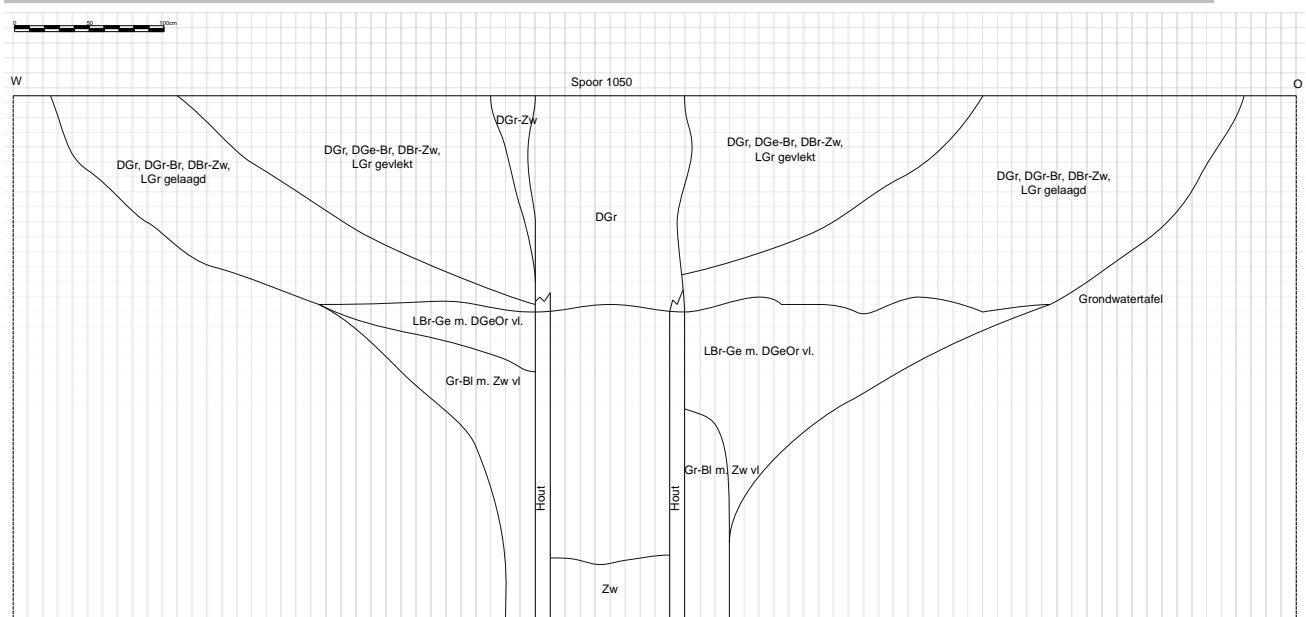 0 50 100cm
W Spoor 1050 O
DGr-Zw
DGr, DGe-Br, DBr-Zw,
LGr gevlekt
DGr, DGe-Br, DBr-Zw,
LGr gevlekt
DGr, DGr-Br, DBr-Zw,
LGr gelaagd
DGr, DGr-Br, DBr-Zw,
LGr gelaagd
DGr
Grondwatertafel
LBr-Ge m. DGeOr vl.
LBr-Ge m. DGeOr vl.
Gr-Bl m. Zw vl
Gr-Bl m. Zw vl
Hout
Hout
Zw